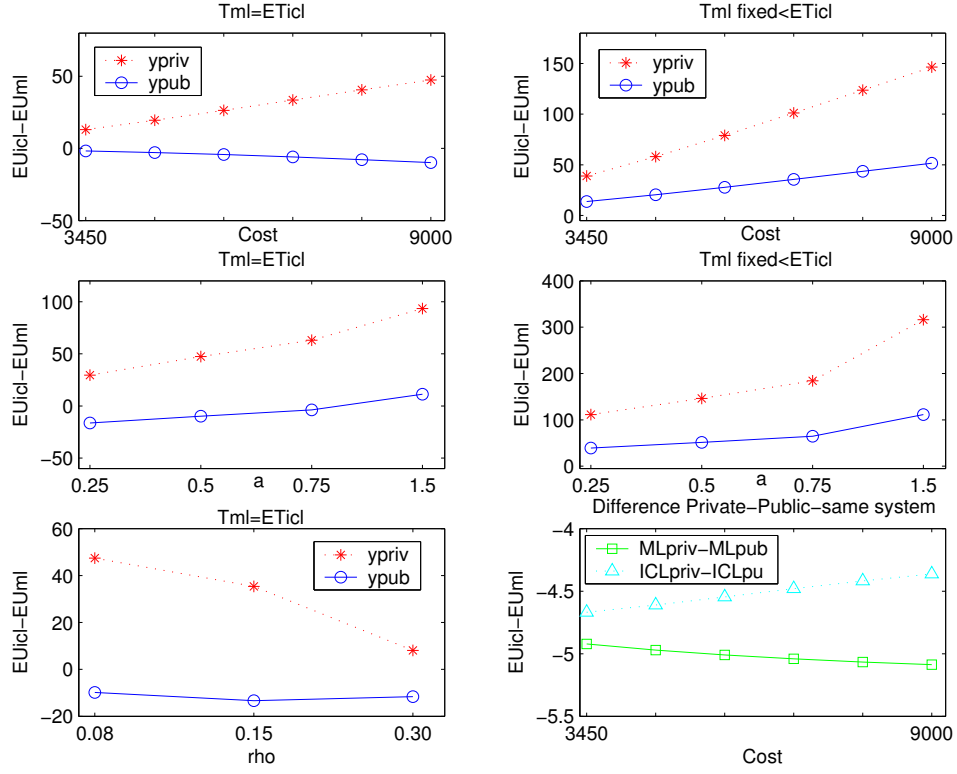 Tml=ETicl
EUicl−EUml
50
0
−50
ypriv
ypub
3450
Cost
9000
Tml fixed<ETicl
EUicl−EUml
150
100
50
0
ypriv
ypub
3450
Cost
9000
Tml=ETicl
EUicl−EUml
100
50
0
−50
0.25
0.5
a
0.75
1.5
Tml fixed<ETicl
EUicl−EUml
400
300
200
100
0
0.25
0.5
a
0.75
1.5
Tml=ETicl
EUicl−EUml
60
40
20
0
−20
ypriv
ypub
0.08
0.15
0.30
rho
Difference Private−Public−same system
EUicl−EUml
−4
−4.5
−5
−5.5
MLpriv−MLpub
ICLpriv−ICLpu
3450
Cost
9000